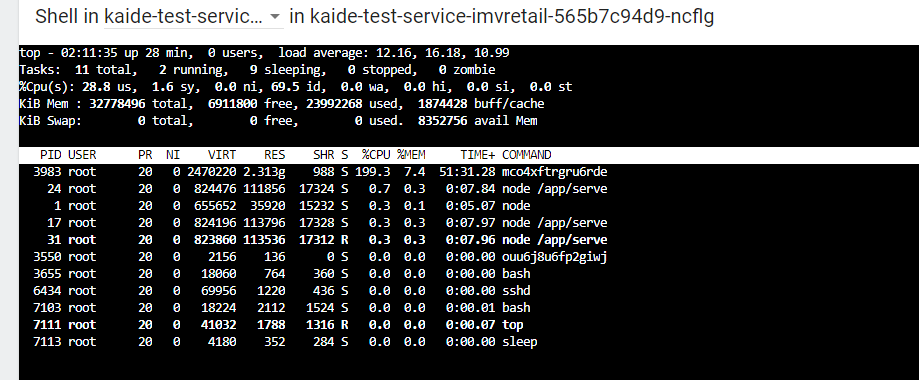 Shell in kaide-test-servic... in kaide-test-service-imvretail-565b7c94d9-ncflg
top - 02:11:35 up 28 min, 0 users, load average: 12.16, 16.18, 10.99
Tasks: 11 total, 2 running, 9 sleeping, 0 stopped, 0 zombie
%Cpu(s): 28.8 us, 1.6 sy, 0.0 ni, 69.5 id, 0.0 wa, 0.0 hi, 0.0 si, 0.0 st
KiB Mem : 32778496 total, 6911800 free, 23992268 used, 1874428 buff/cache
KiB Swap: 0 total, 0 free, 0 used. 8352756 avail Mem
PID USER PR NI VIRT RES SHR S %CPU %MEM TIME+ COMMAND
3983 root 20 0 2470220 2.313g 988 S 199.3 7.4 51:31.28 mco4xftrgru6rde
24 root 20 0 824476 111856 17324 S 0.7 0.3 0:07.84 node /app/serve
1 root 20 0 655652 35920 15232 S 0.3 0.1 0:05.07 node
17 root 20 0 824196 113796 17328 S 0.3 0.3 0:07.97 node /app/serve
31 root 20 0 823860 113536 17312 R 0.3 0.3 0:07.96 node /app/serve
3550 root 20 0 2156 136 0 S 0.0 0.0 0:00.00 ouu6j8u6fp2giwj
3655 root 20 0 18060 764 360 S 0.0 0.0 0:00.00 bash
6434 root 20 0 69956 1220 436 S 0.0 0.0 0:00.00 sshd
7103 root 20 0 18224 2112 1524 S 0.0 0.0 0:00.01 bash
7111 root 20 0 41032 1788 1316 R 0.0 0.0 0:00.07 top
7113 root 20 0 4180 352 284 S 0.0 0.0 0:00.00 sleep